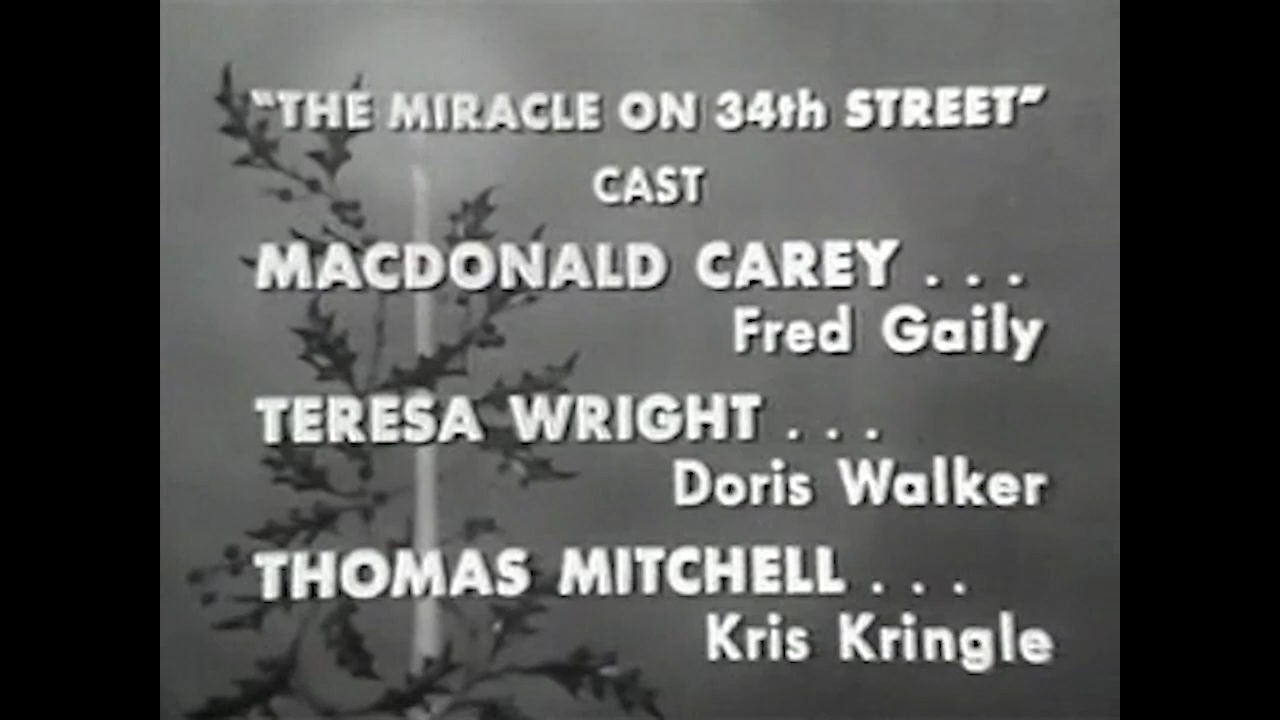 "THE MIRACLE ON 34th STREET"
CAST
MACDONALD CAREY . . .
Fred Gaily
TERESA WRIGHT . . .
Doris Walker
THOMAS MITCHELL . . .
Kris Kringle